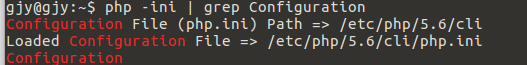 gjy@gjy:~$ php -ini | grep Configuration
Configuration File (php.ini) Path => /etc/php/5.6/cli
Loaded Configuration File => /etc/php/5.6/cli/php.ini
Configuration